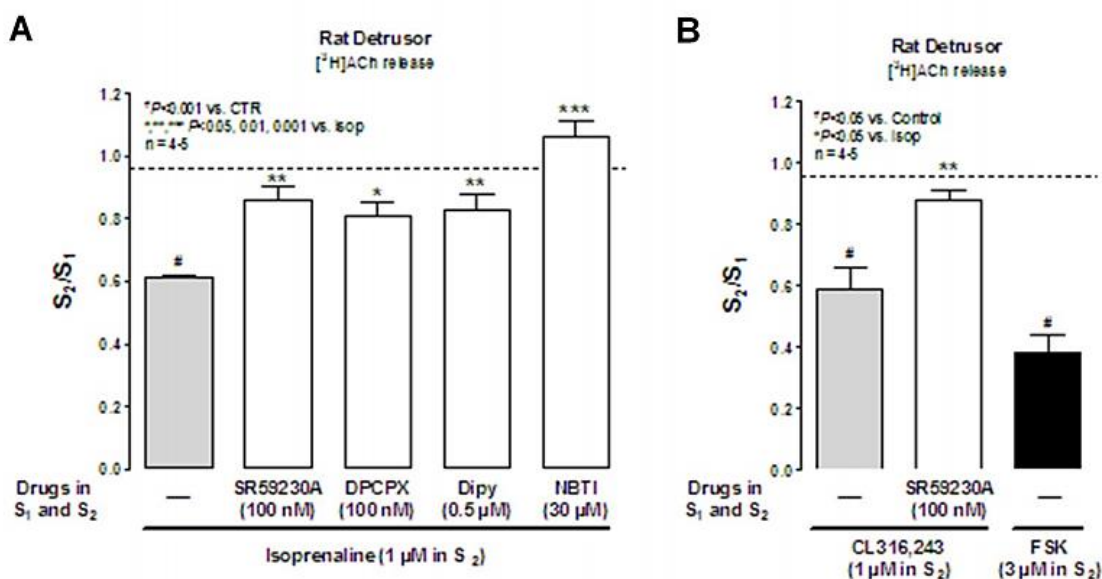 A
Rat Detrusor
[³H]ACh release
#P<0.001 vs. CTR
*,**,*** P<0.05, 0.01, 0.001 vs. Isop
n = 4-5
S₂/S₁
1.2
1.0
0.8
0.6
0.4
0.2
0.0
#
**
*
**
***
Drugs in
S₁ and S₂
—
SR59230A
(100 nM)
DPCPX
(100 nM)
Dipy
(0.5 µM)
NBTI
(30 µM)
Isoprenaline (1 µM in S₂)
B
Rat Detrusor
[³H]ACh release
P<0.05 vs. Control
*P<0.05 vs. Isop
n = 4-5
S₂/S₁
1.2
1.0
0.8
0.6
0.4
0.2
0.0
#
**
#
Drugs in
S₁ and S₂
—
SR59230A
(100 nM)
—
CL316,243
(1 µM in S₂)
FSK
(3 µM in S₂)